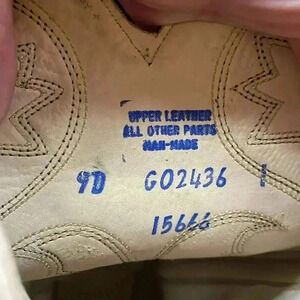 UPPER LEATHER
ALL OTHER PARTS
MAN-MADE
9D G02436
15666